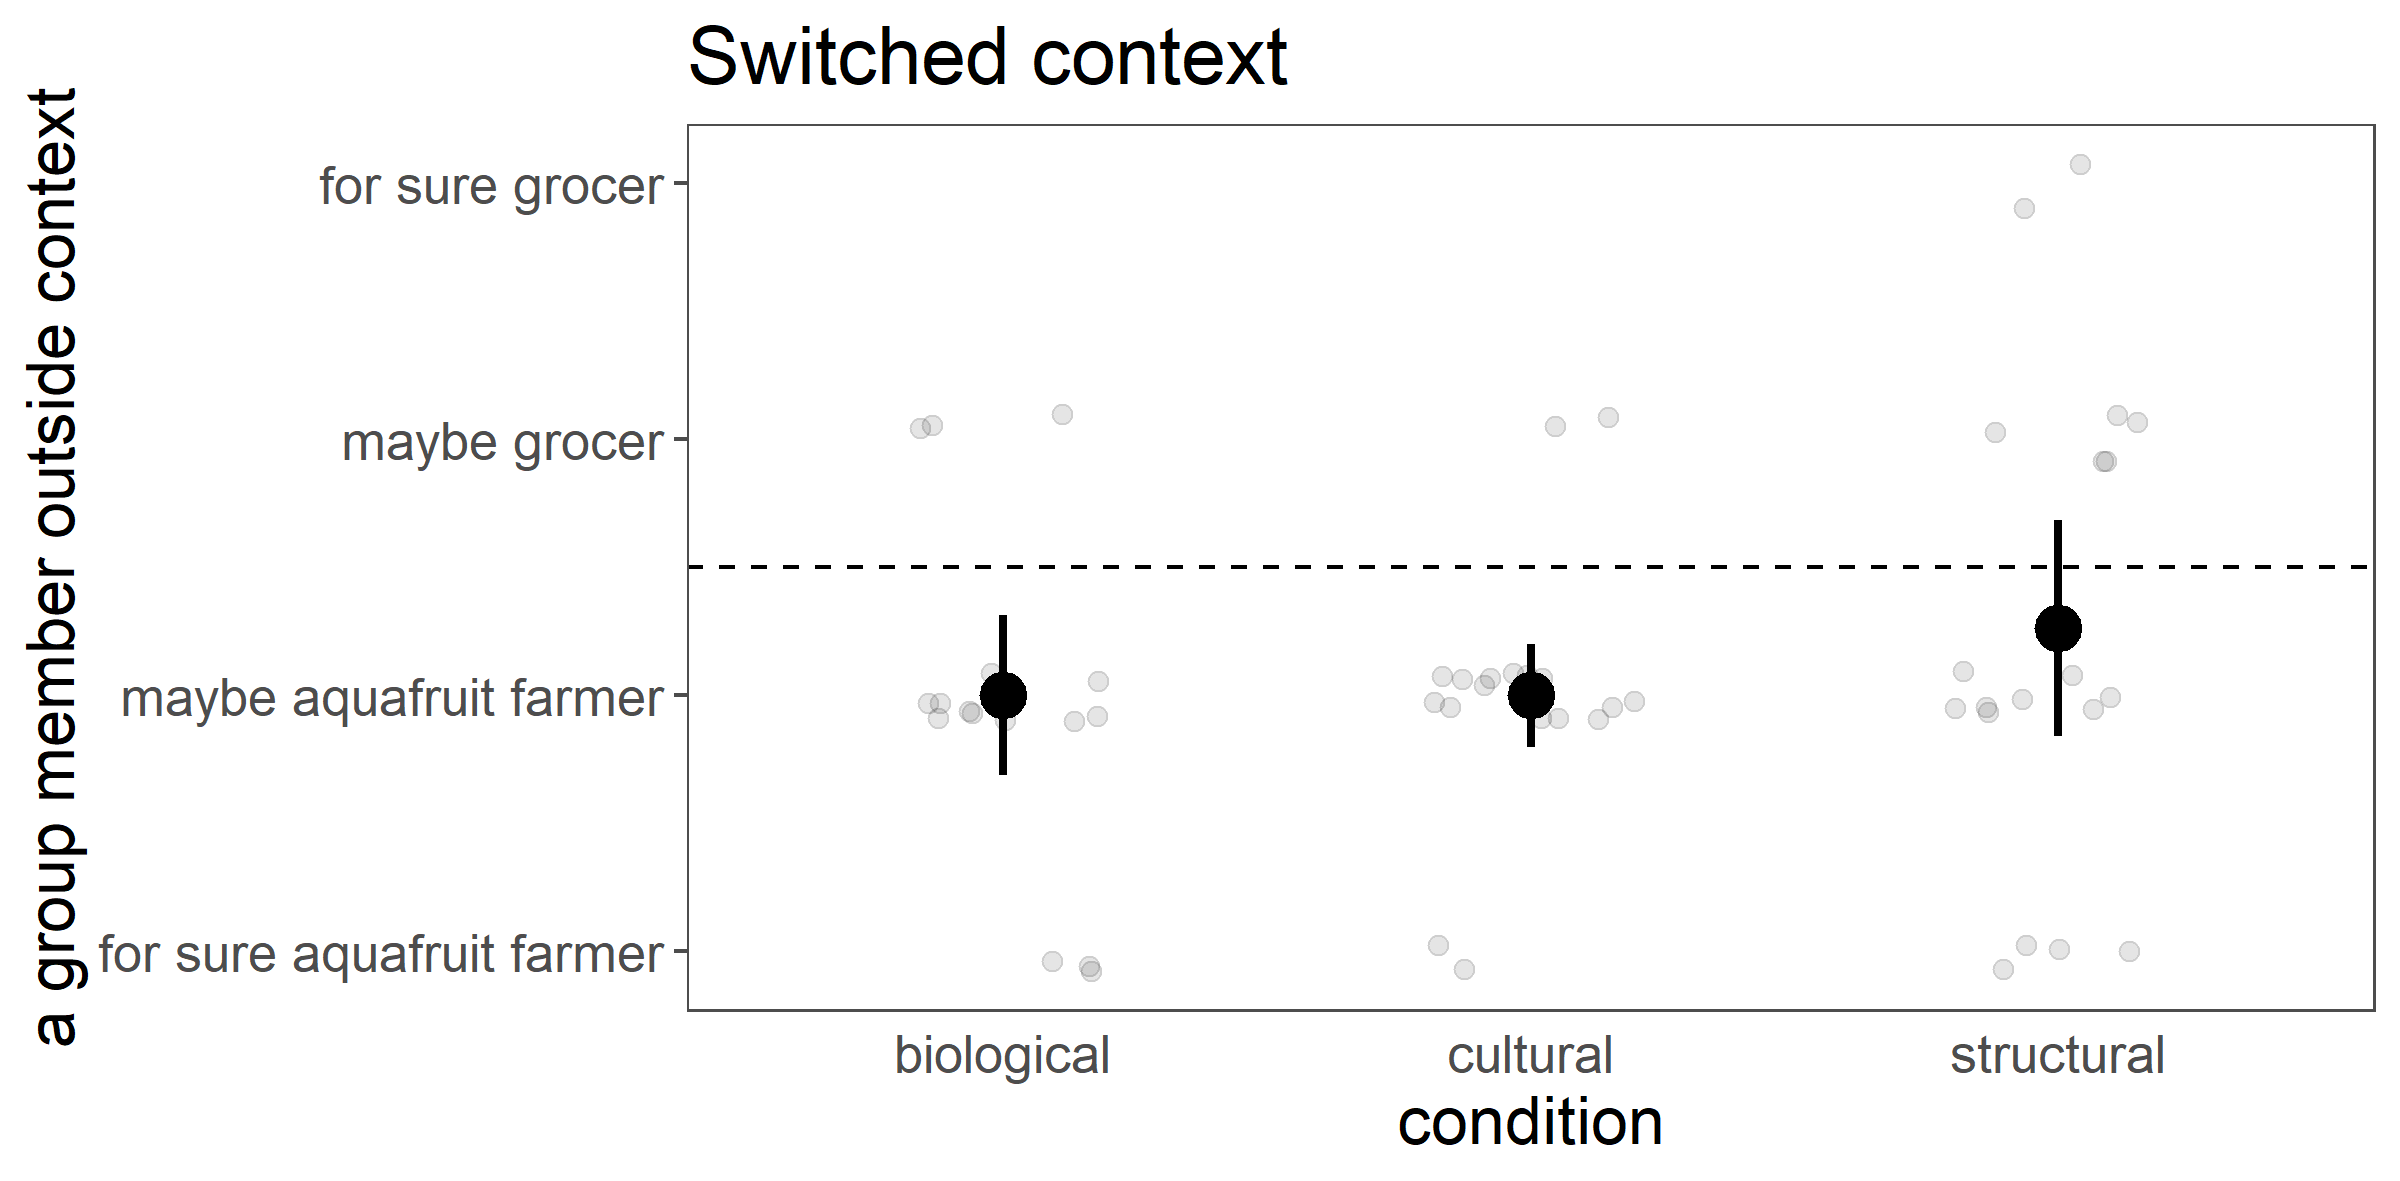 Switched context
a group member outside context
for sure grocer
maybe grocer
maybe aquafruit farmer
for sure aquafruit farmer
biological
cultural
structural
condition